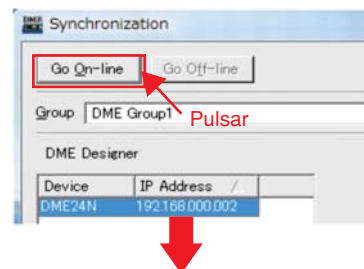 DME
Synchronization
Go On-line
Go Off-line
Group DME Group1
Pulsar
DME Designer
Device IP Address
DME24N 192.168.000.002